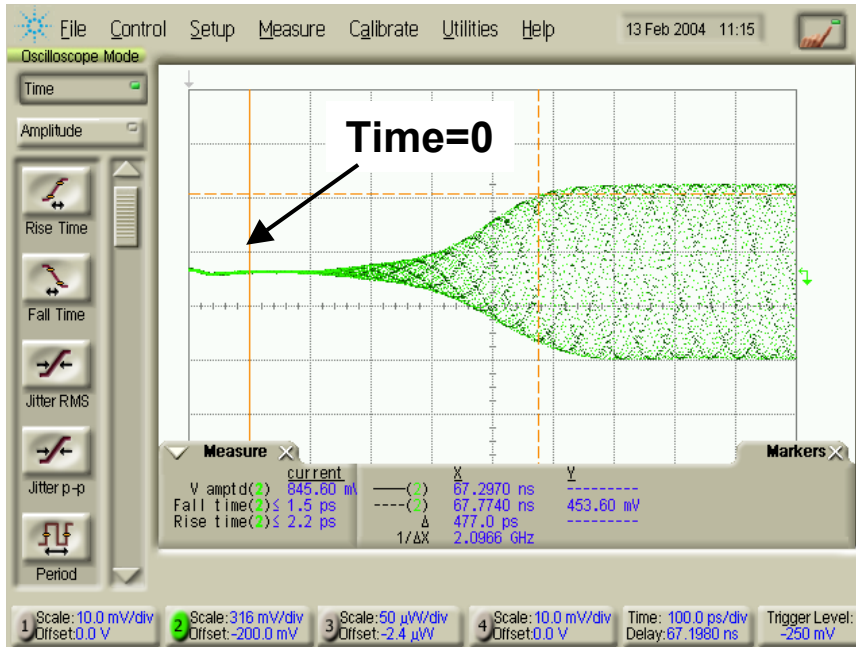 File Control Setup Measure Calibrate Utilities Help 13 Feb 2004 11:15
Oscilloscope Mode
Time
Amplitude
Time=0
Rise Time
Fall Time
Jitter RMS
Jitter p-p
Period
Measure
current
V amptd(2) 845.60 mV
Fall time(2)≤ 1.5 ps
Rise time(2)≤ 2.2 ps
Markers
X Y
——(2) 67.2970 ns ---------
----(2) 67.7740 ns 453.60 mV
Δ 477.0 ps ---------
1/ΔX 2.0966 GHz
1 Scale: 10.0 mV/div Offset: 0.0 V
2 Scale: 316 mV/div Offset: -200.0 mV
3 Scale: 50 µW/div Offset: -2.4 µW
4 Scale: 10.0 mV/div Offset: 0.0 V
Time: 100.0 ps/div Delay: 67.1980 ns
Trigger Level: -250 mV